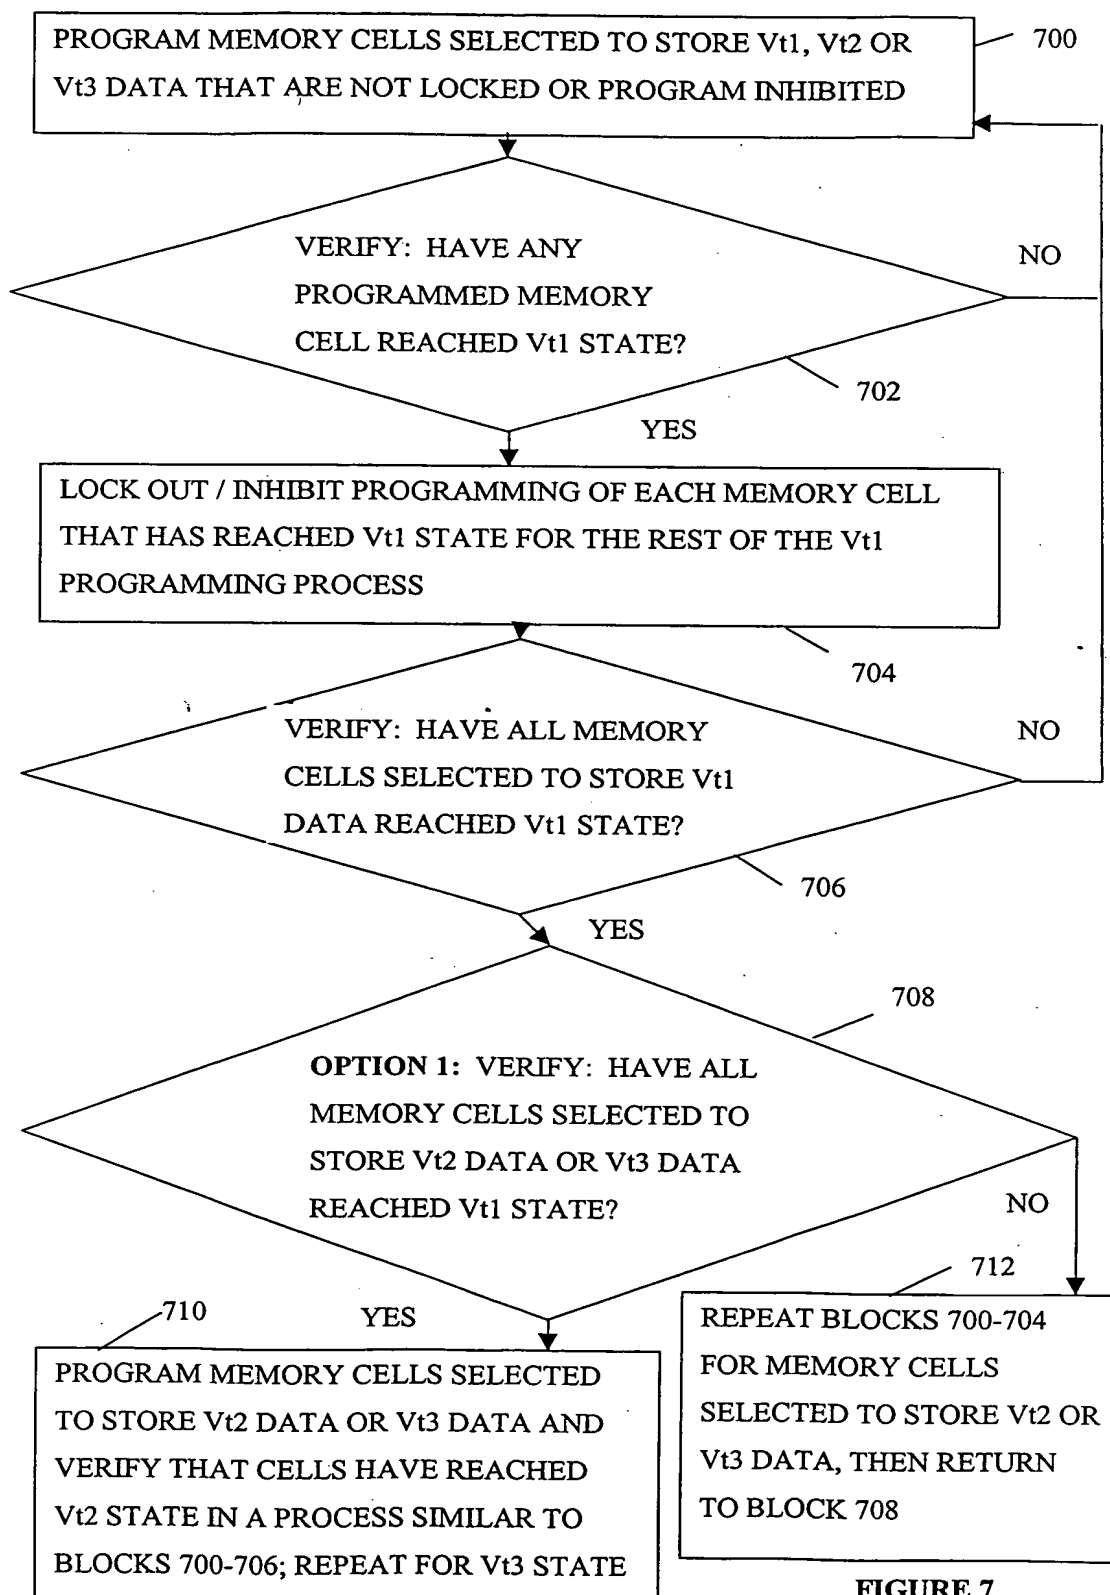 PROGRAM MEMORY CELLS SELECTED TO STORE Vt1, Vt2 OR
Vt3 DATA THAT ARE NOT LOCKED OR PROGRAM INHIBITED
700
VERIFY: HAVE ANY
PROGRAMMED MEMORY
CELL REACHED Vt1 STATE?
NO
702
YES
LOCK OUT / INHIBIT PROGRAMMING OF EACH MEMORY CELL
THAT HAS REACHED Vt1 STATE FOR THE REST OF THE Vt1
PROGRAMMING PROCESS
704
VERIFY: HAVE ALL MEMORY
CELLS SELECTED TO STORE Vt1
DATA REACHED Vt1 STATE?
NO
706
YES
708
OPTION 1: VERIFY: HAVE ALL
MEMORY CELLS SELECTED TO
STORE Vt2 DATA OR Vt3 DATA
REACHED Vt1 STATE?
NO
712
710
YES
PROGRAM MEMORY CELLS SELECTED
TO STORE Vt2 DATA OR Vt3 DATA AND
VERIFY THAT CELLS HAVE REACHED
Vt2 STATE IN A PROCESS SIMILAR TO
BLOCKS 700-706; REPEAT FOR Vt3 STATE
REPEAT BLOCKS 700-704
FOR MEMORY CELLS
SELECTED TO STORE Vt2 OR
Vt3 DATA, THEN RETURN
TO BLOCK 708
FIGURE 7